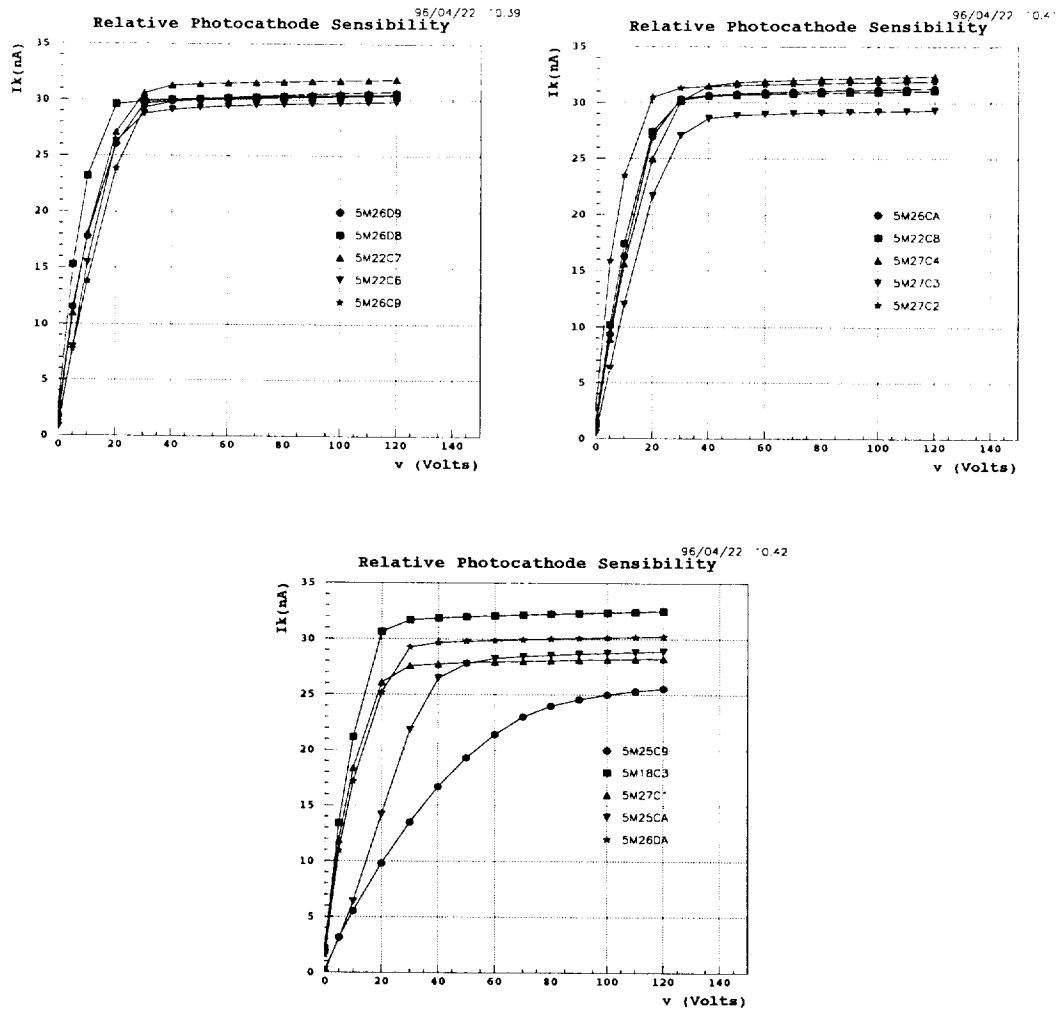 96/04/22 10.39
Relative Photocathode Sensibility
Ik(nA)
35
30
25
20
15
10
5
0
5M26D9
5M26D8
5M22C7
5M22C6
5M26C9
0 20 40 60 80 100 120 140
v (Volts)
96/04/22 10.41
Relative Photocathode Sensibility
Ik(nA)
35
30
25
20
15
10
5
0
5M26CA
5M22C8
5M27C4
5M27C3
5M27C2
0 20 40 60 80 100 120 140
v (Volts)
96/04/22 10.42
Relative Photocathode Sensibility
Ik(nA)
35
30
25
20
15
10
5
0
5M25C9
5M18C3
5M27C1
5M25CA
5M26DA
0 20 40 60 80 100 120 140
v (Volts)